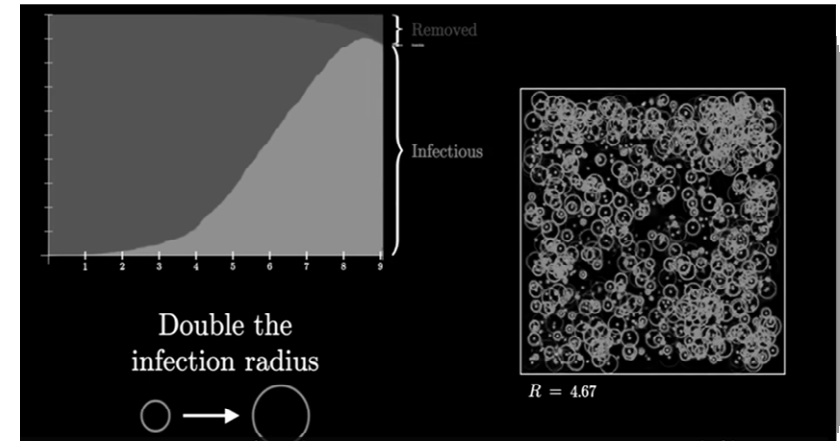 Removed
Infectious
1 2 3 4 5 6 7 8 9
Double the
infection radius
R = 4.67